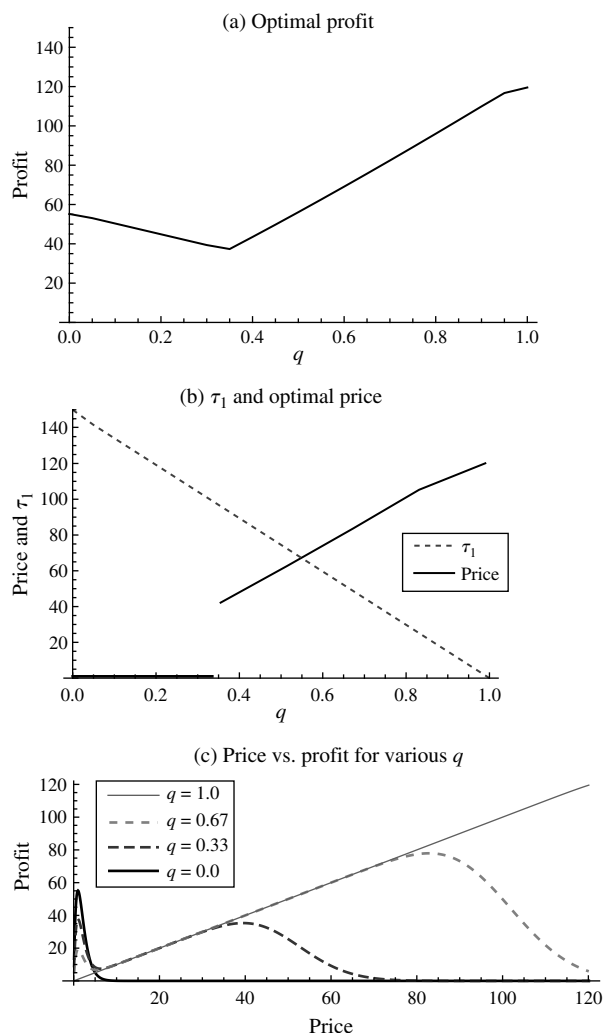 (a) Optimal profit
140
120
100
80
60
40
20
Profit
0.0 0.2 0.4 0.6 0.8 1.0
q
(b) τ1 and optimal price
140
120
100
80
60
40
20
Price and τ1
τ1
Price
0.0 0.2 0.4 0.6 0.8 1.0
q
(c) Price vs. profit for various q
120
100
80
60
40
20
Profit
q = 1.0
q = 0.67
q = 0.33
q = 0.0
20 40 60 80 100 120
Price